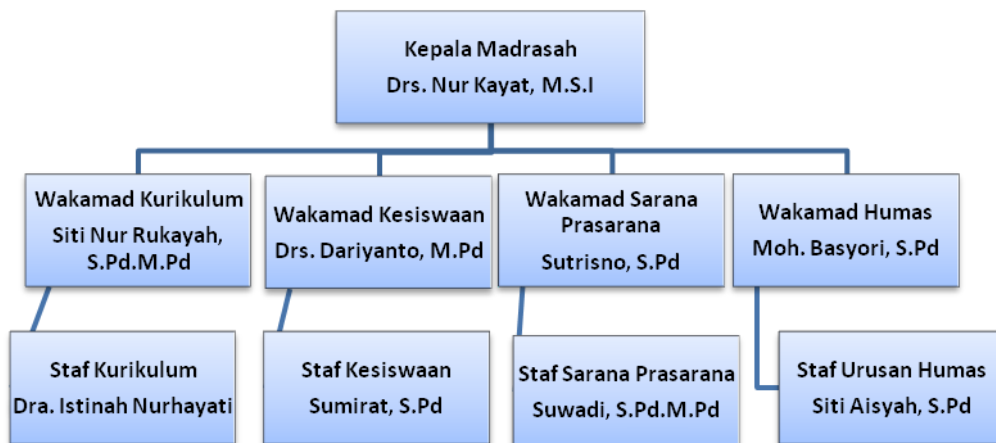 Kepala Madrasah
Drs. Nur Kayat, M.S.I
Wakamad Kurikulum
Siti Nur Rukayah,
S.Pd.M.Pd
Wakamad Kesiswaan
Drs. Dariyanto, M.Pd
Wakamad Sarana
Prasarana
Sutrisno, S.Pd
Wakamad Humas
Moh. Basyori, S.Pd
Staf Kurikulum
Dra. Istinah Nurhayati
Staf Kesiswaan
Sumirat, S.Pd
Staf Sarana Prasarana
Suwadi, S.Pd.M.Pd
Staf Urusan Humas
Siti Aisyah, S.Pd